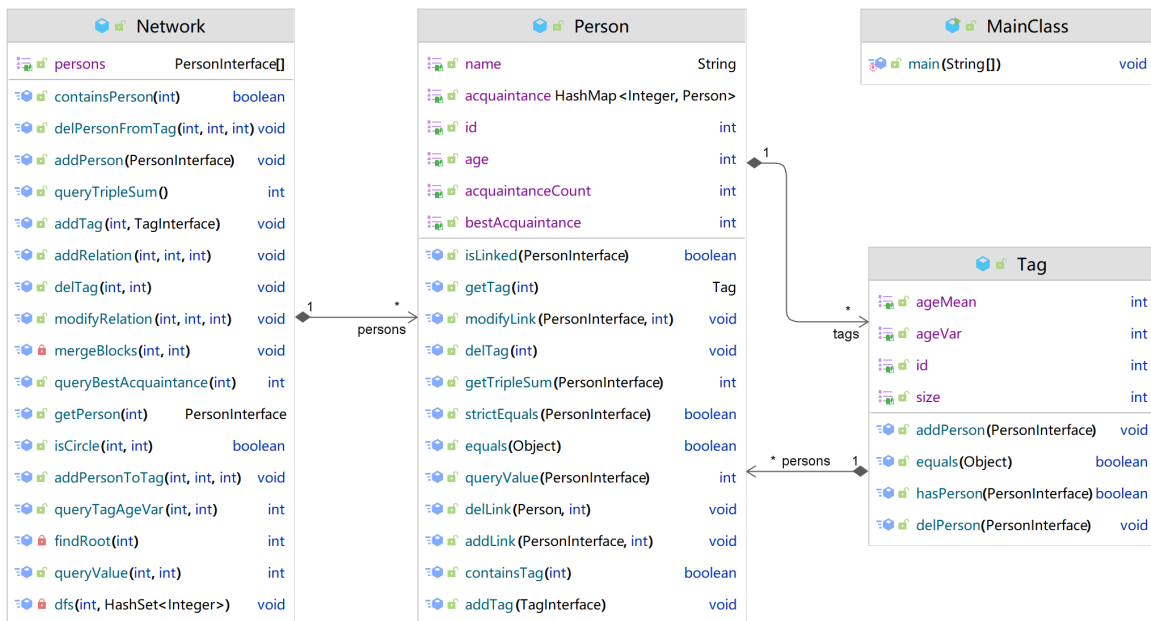 Network
persons PersonInterface[]
containsPerson(int) boolean
delPersonFromTag(int, int, int) void
addPerson(PersonInterface) void
queryTripleSum() int
addTag(int, TagInterface) void
addRelation(int, int, int) void
delTag(int, int) void
modifyRelation(int, int, int) void
mergeBlocks(int, int) void
queryBestAcquaintance(int) int
getPerson(int) PersonInterface
isCircle(int, int) boolean
addPersonToTag(int, int, int) void
queryTagAgeVar(int, int) int
findRoot(int) int
queryValue(int, int) int
dfs(int, HashSet<Integer>) void
1
*
persons
Person
name String
acquaintance HashMap<Integer, Person>
id int
age int
acquaintanceCount int
bestAcquaintance int
isLinked(PersonInterface) boolean
getTag(int) Tag
modifyLink(PersonInterface, int) void
delTag(int) void
getTripleSum(PersonInterface) int
strictEquals(PersonInterface) boolean
equals(Object) boolean
queryValue(PersonInterface) int
delLink(Person, int) void
addLink(PersonInterface, int) void
containsTag(int) boolean
addTag(TagInterface) void
1
*
tags
* persons 1
MainClass
main(String[]) void
Tag
ageMean int
ageVar int
id int
size int
addPerson(PersonInterface) void
equals(Object) boolean
hasPerson(PersonInterface) boolean
delPerson(PersonInterface) void